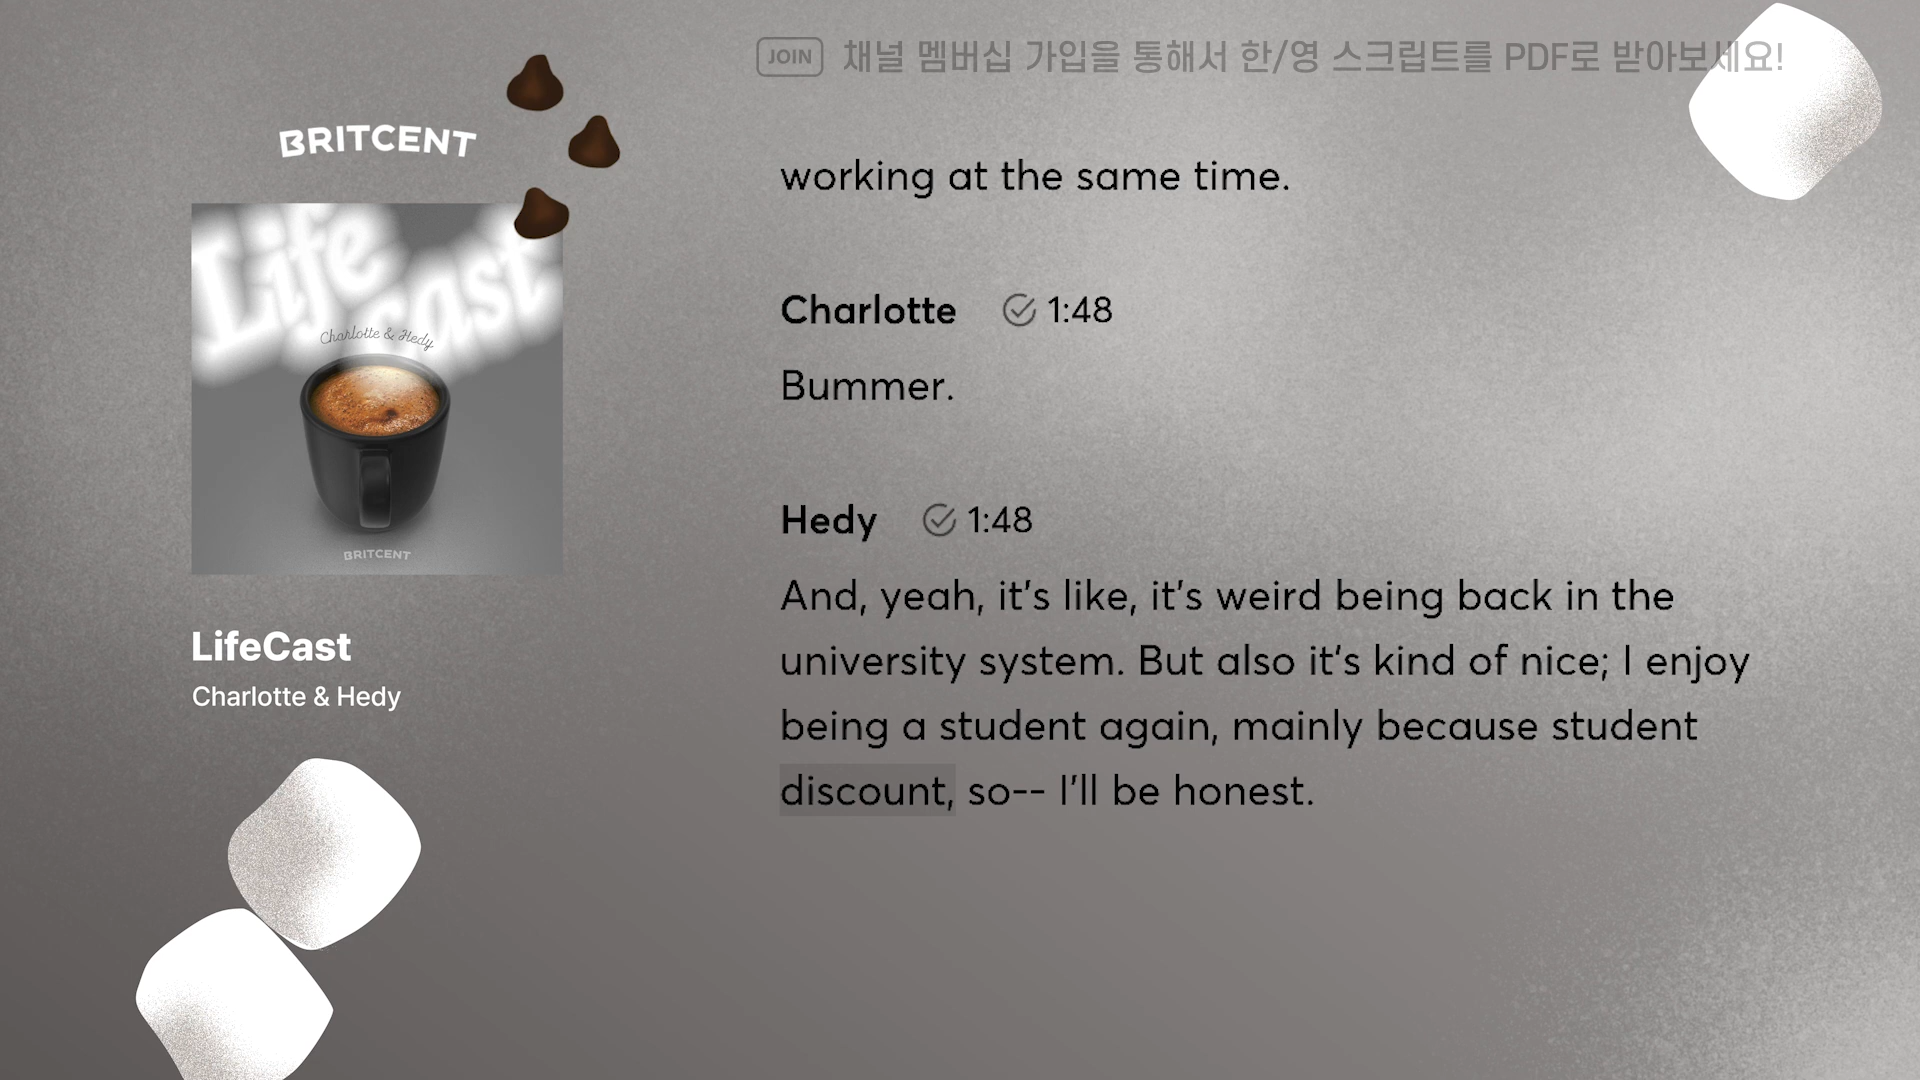 JOIN 채널 멤버십 가입을 통해서 한/영 스크립트를 PDF로 받아보세요!
BRITCENT
Life
cast
Charlotte & Hedy
BRITCENT
LifeCast
Charlotte & Hedy
working at the same time.
Charlotte 1:48
Bummer.
Hedy 1:48
And, yeah, it's like, it's weird being back in the
university system. But also it's kind of nice; I enjoy
being a student again, mainly because student
discount, so-- I'll be honest.